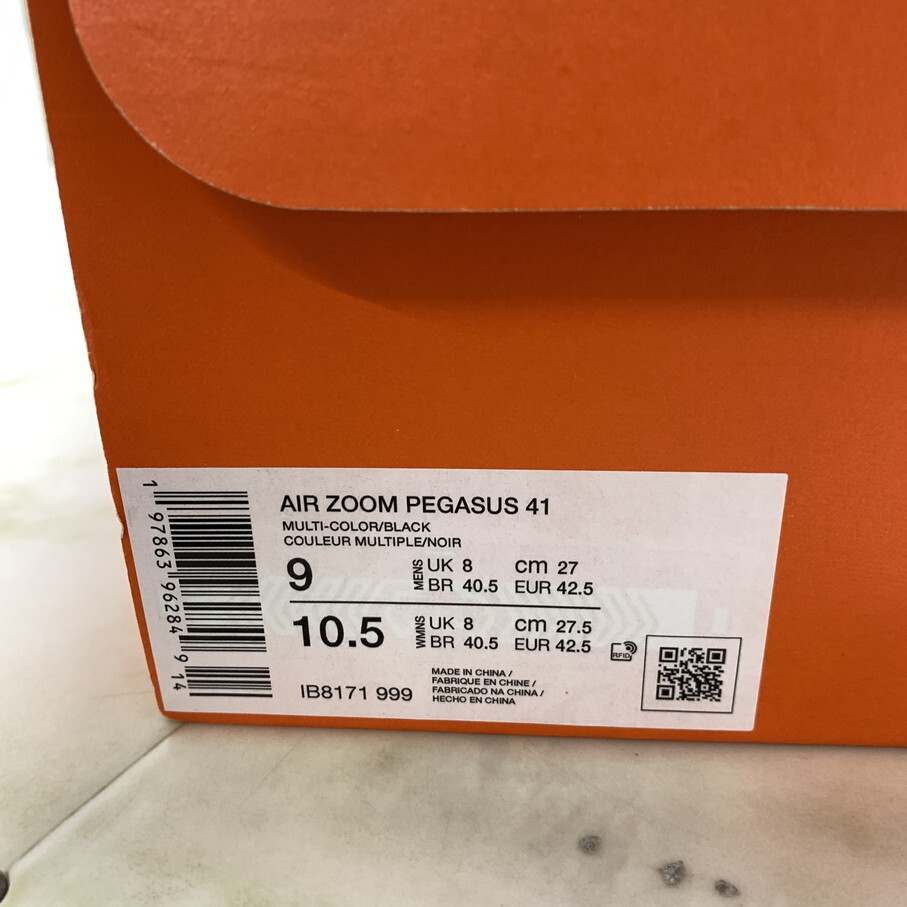 AIR ZOOM PEGASUS 41
MULTI-COLOR/BLACK
COULEUR MULTIPLE/NOIR
9 MENS UK 8 cm 27
BR 40.5 EUR 42.5
10.5 WMNS UK 8 cm 27.5
BR 40.5 EUR 42.5
RFID
IB8171 999
MADE IN CHINA /
FABRIQUE EN CHINE /
FABRICADO NA CHINA /
HECHO EN CHINA
1 97863 96284 9 14